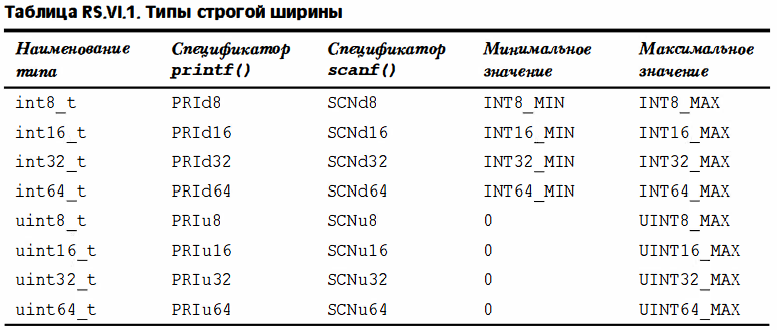 Таблица RS.VI.1. Типы строгой ширины
Наименование типа Спецификатор printf() Спецификатор scanf() Минимальное значение Максимальное значение
int8_t PRId8 SCNd8 INT8_MIN INT8_MAX
int16_t PRId16 SCNd16 INT16_MIN INT16_MAX
int32_t PRId32 SCNd32 INT32_MIN INT32_MAX
int64_t PRId64 SCNd64 INT64_MIN INT64_MAX
uint8_t PRIu8 SCNu8 0 UINT8_MAX
uint16_t PRIu16 SCNu16 0 UINT16_MAX
uint32_t PRIu32 SCNu32 0 UINT32_MAX
uint64_t PRIu64 SCNu64 0 UINT64_MAX